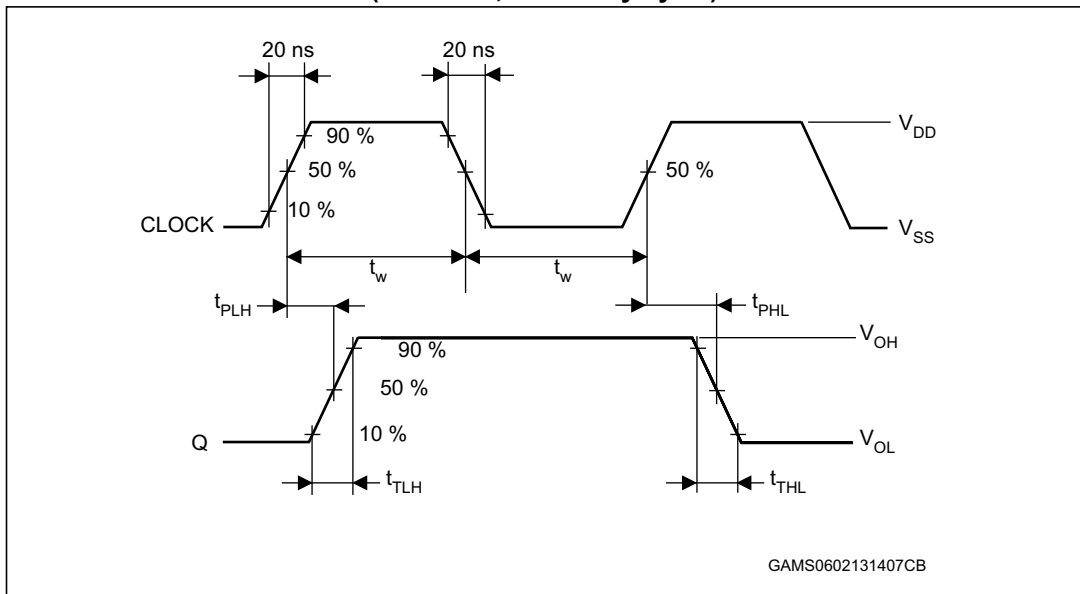 20 ns 20 ns
90 %
50 %
10 %
50 %
V_DD
CLOCK
V_SS
t_w t_w
t_PLH
t_PHL
V_OH
90 %
50 %
10 %
Q
V_OL
t_TLH
t_THL
GAMS0602131407CB